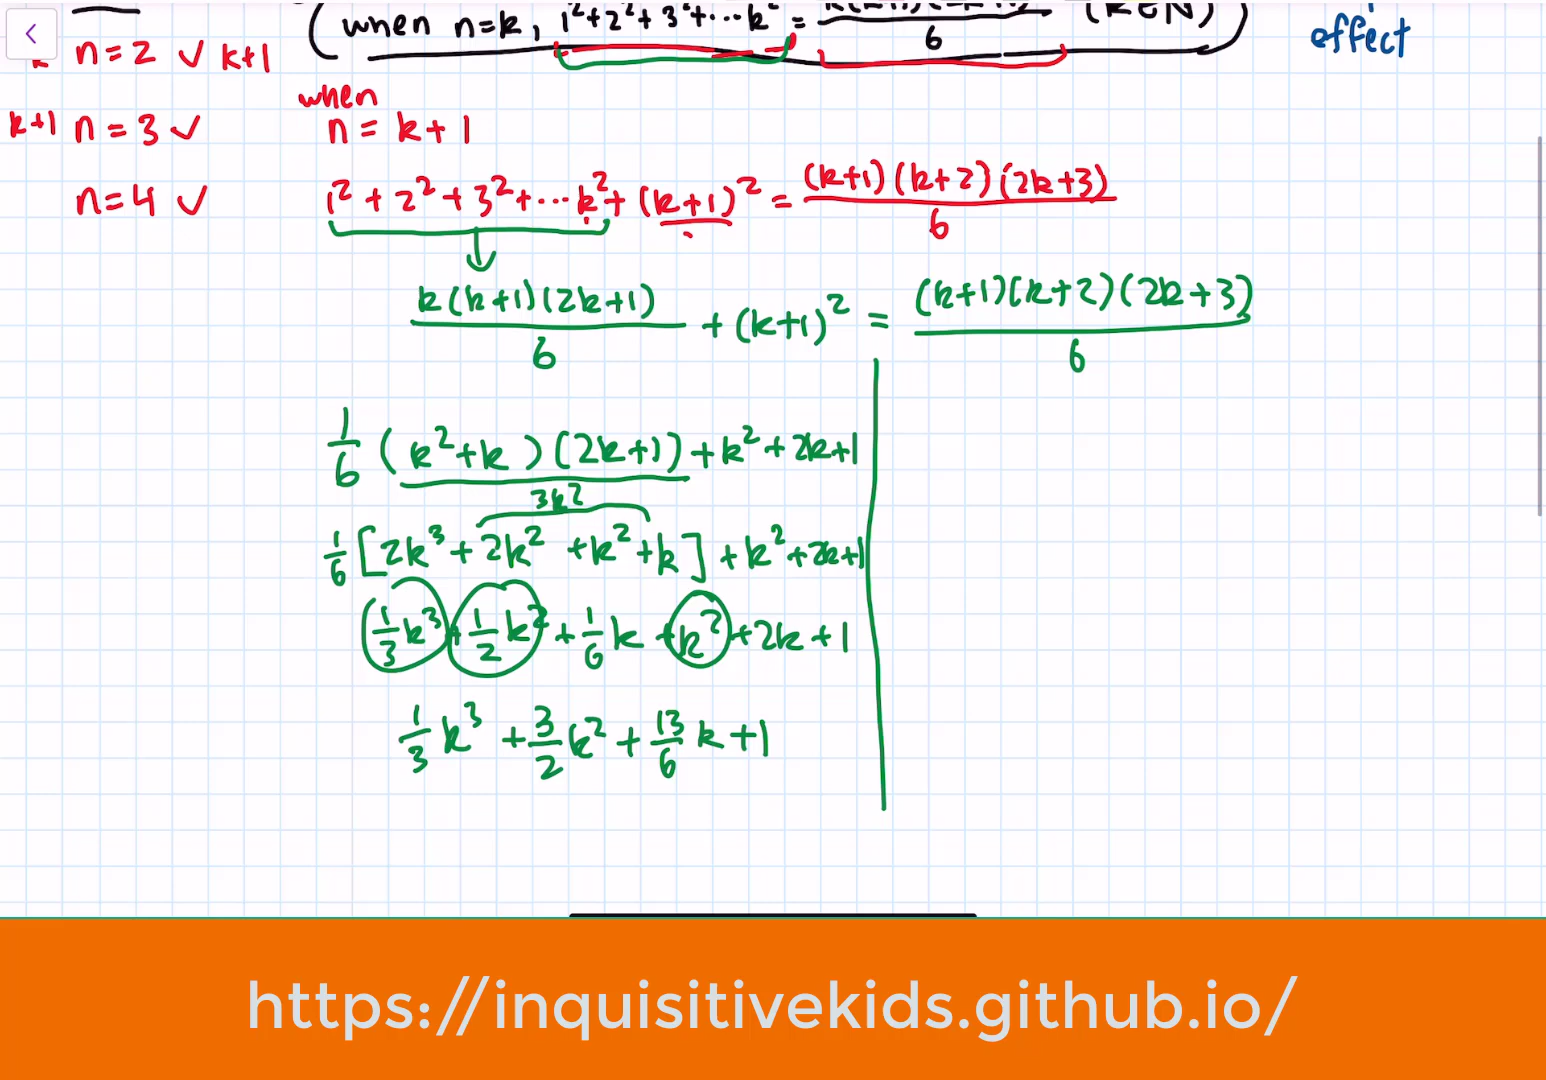 (when n=k, 1²+2²+3²+...k² = 6 (k∈N)
effect
n=2 ✓ k+1
when
k+1 n=3 ✓
n = k+1
n=4 ✓
1²+2²+3²+...k²+(k+1)² = (k+1)(k+2)(2k+3)/6
k(k+1)(2k+1)/6 + (k+1)² = (k+1)(k+2)(2k+3)/6
1/6 (k²+k)(2k+1)+k²+2k+1
3k²
1/6 [2k³+2k²+k²+k]+k²+2k+1
1/3k³+1/2k²+1/6k+k²+2k+1
1/3k³+3/2k²+13/6k+1
https://inquisitivekids.github.io/